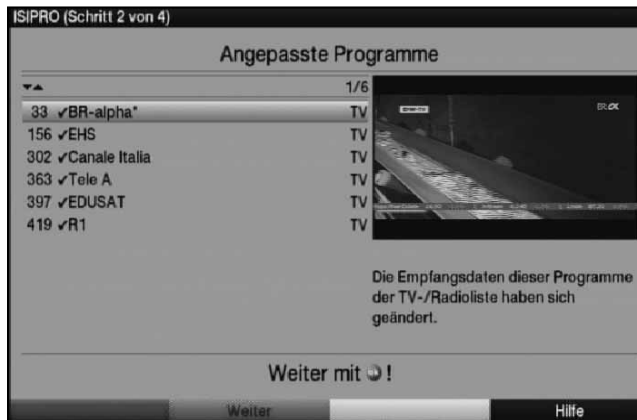 ISIPRO (Schritt 2 von 4)
Angepasste Programme
1/6
33 ✔BR-alpha* TV
156 ✔EHS TV
302 ✔Canale Italia TV
363 ✔Tele A TV
397 ✔EDUSAT TV
419 ✔R1 TV
BRα
Die Empfangsdaten dieser Programme
der TV-/Radioliste haben sich
geändert.
Weiter mit !
Weiter
Hilfe